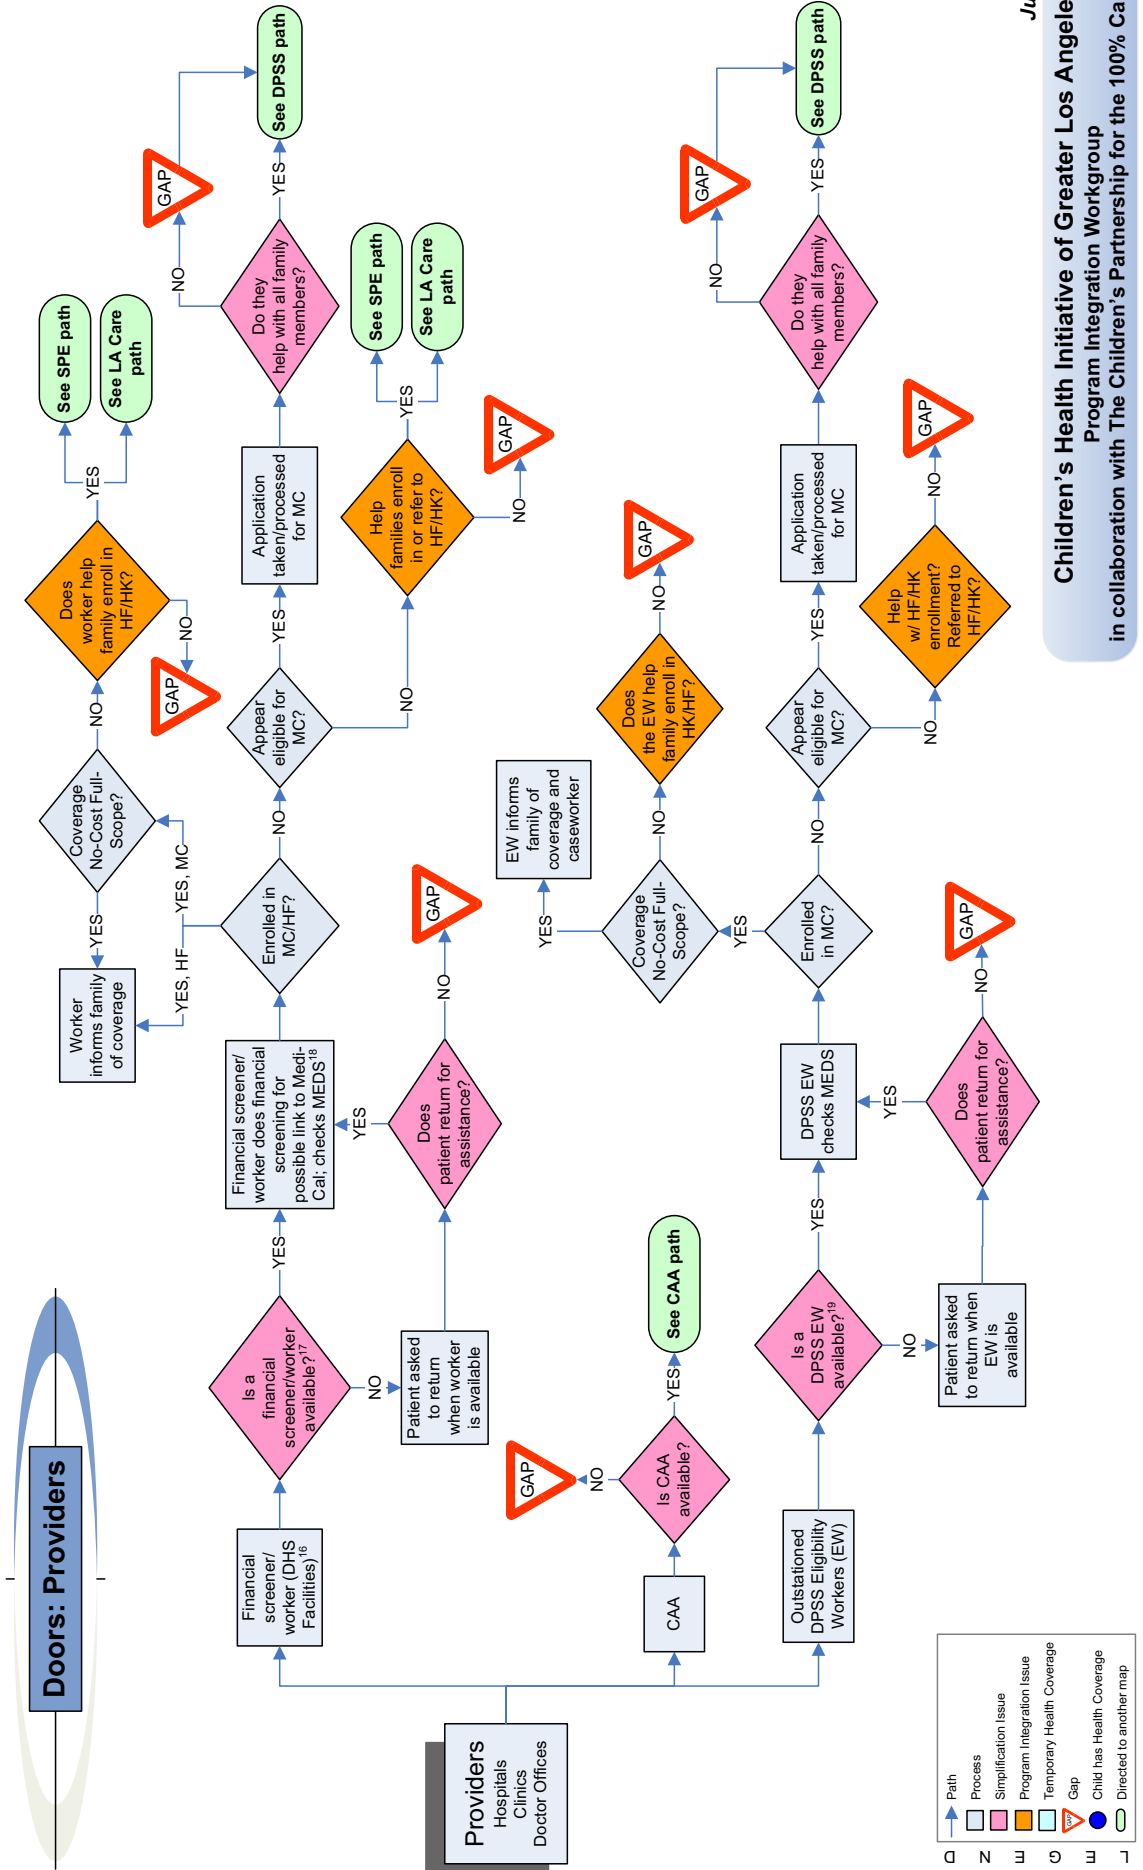 Doors: Providers
Providers
Hospitals
Clinics
Doctor Offices
Financial
screener/
worker (DHS
Facilities)16
Is a
financial
screener/worker
available?17
YES
NO
Patient asked
to return
when worker
is available
Does
patient return for
assistance?
YES
NO
GAP
Financial screener/
worker does financial
screening for
possible link to Medi-
Cal; checks MEDS18
Enrolled in
MC/HF?
YES, HF
YES, MC
NO
Worker
informs family
of coverage
YES
Coverage
No-Cost Full-
Scope?
NO
Does
worker help
family enroll in
HF/HK?
NO
GAP
YES
See SPE path
See LA Care
path
Appear
eligible for
MC?
YES
NO
Application
taken/processed
for MC
Do they
help with all family
members?
NO
GAP
YES
See DPSS path
Help
families enroll
in or refer to
HF/HK?
NO
GAP
YES
See SPE path
See LA Care
path
CAA
Is CAA
available?
NO
GAP
YES
See CAA path
Outstationed
DPSS Eligibility
Workers (EW)
Is a
DPSS EW
available?19
YES
NO
Patient asked
to return when
EW is
available
Does
patient return for
assistance?
YES
NO
GAP
DPSS EW
checks MEDS
Enrolled
in MC?
YES
NO
Coverage
No-Cost Full-
Scope?
YES
EW informs
family of
coverage and
caseworker
NO
Does
the EW help
family enroll in
HK/HF?
NO
GAP
Appear
eligible for
MC?
YES
NO
Application
taken/processed
for MC
Do they
help with all family
members?
NO
GAP
YES
See DPSS path
Help
w/ HF/HK
enrollment?
Referred to
HF/HK?
NO
GAP
L E G E N D
Path
Process
Simplification Issue
Program Integration Issue
Temporary Health Coverage
GAP
Gap
Child has Health Coverage
Directed to another map
Ju
Children's Health Initiative of Greater Los Angele
Program Integration Workgroup
in collaboration with The Children's Partnership for the 100% Ca